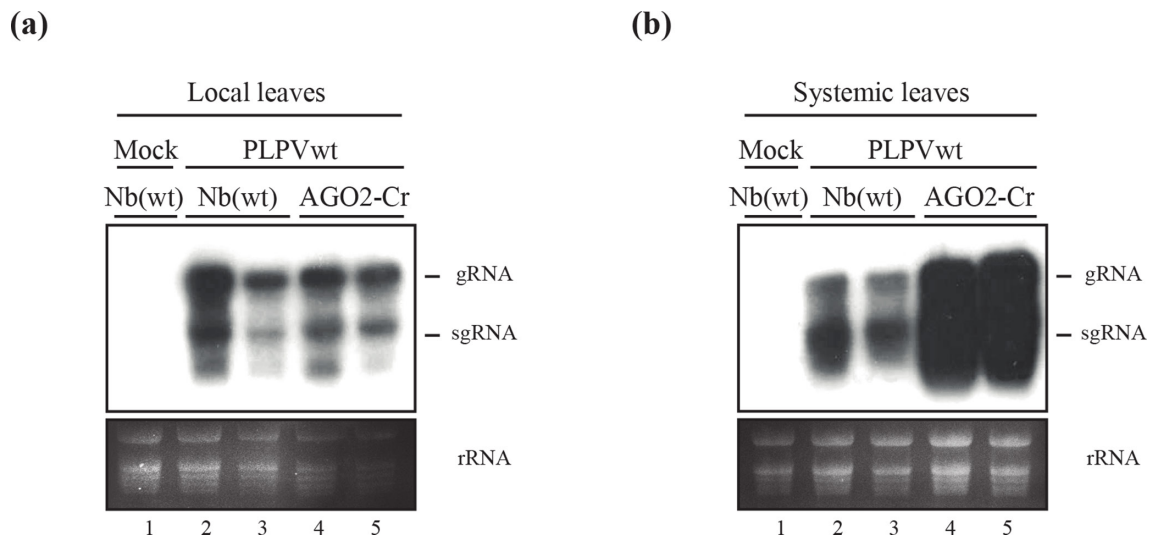 (a)
Local leaves
Mock PLPVwt
Nb(wt) Nb(wt) AGO2-Cr
gRNA
sgRNA
rRNA
1 2 3 4 5
(b)
Systemic leaves
Mock PLPVwt
Nb(wt) Nb(wt) AGO2-Cr
gRNA
sgRNA
rRNA
1 2 3 4 5